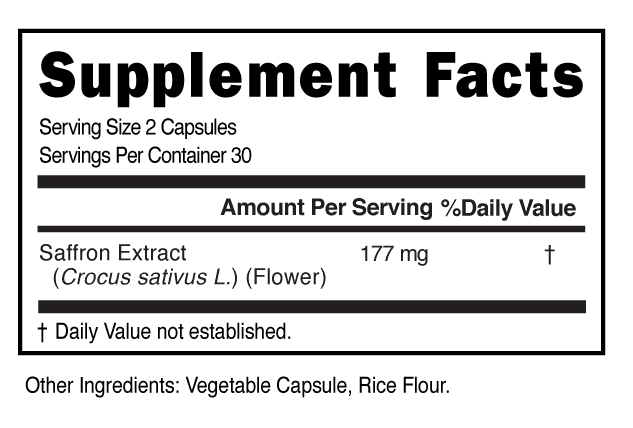 Supplement Facts
Serving Size 2 Capsules
Servings Per Container 30
Amount Per Serving %Daily Value
Saffron Extract 177 mg †
(Crocus sativus L.) (Flower)
† Daily Value not established.
Other Ingredients: Vegetable Capsule, Rice Flour.